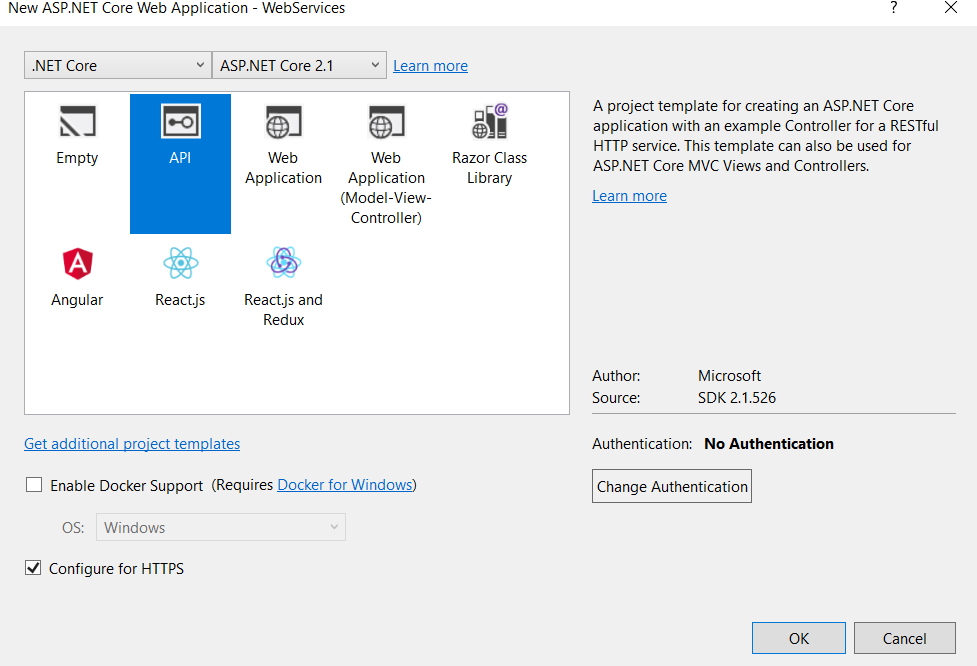 New ASP.NET Core Web Application - WebServices
?
.NET Core
ASP.NET Core 2.1
Learn more
Empty
API
Web
Application
Web
Application
(Model-View-
Controller)
Razor Class
Library
Angular
React.js
React.js and
Redux
A project template for creating an ASP.NET Core
application with an example Controller for a RESTful
HTTP service. This template can also be used for
ASP.NET Core MVC Views and Controllers.
Learn more
Author: Microsoft
Source: SDK 2.1.526
Get additional project templates
Authentication: No Authentication
Change Authentication
Enable Docker Support (Requires Docker for Windows)
OS: Windows
Configure for HTTPS
OK
Cancel